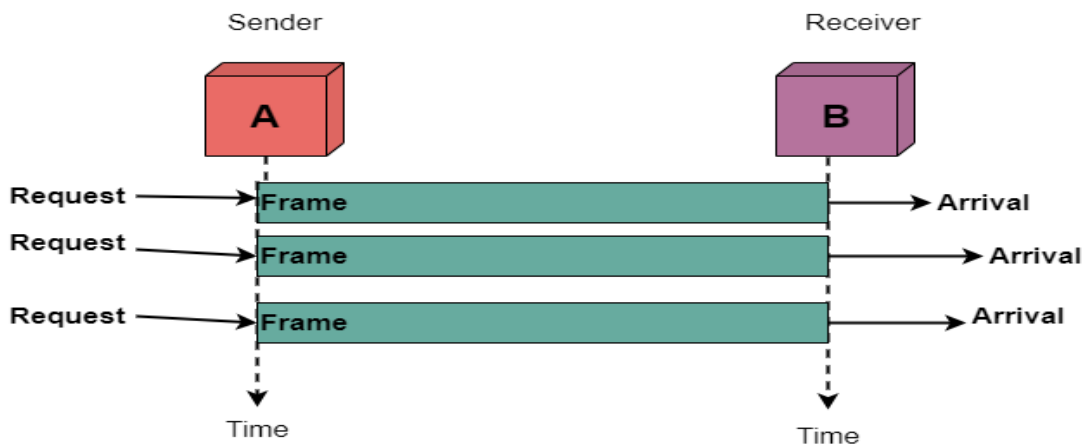 Sender
Receiver
A
B
Request
Frame
Arrival
Request
Frame
Arrival
Request
Frame
Arrival
Time
Time